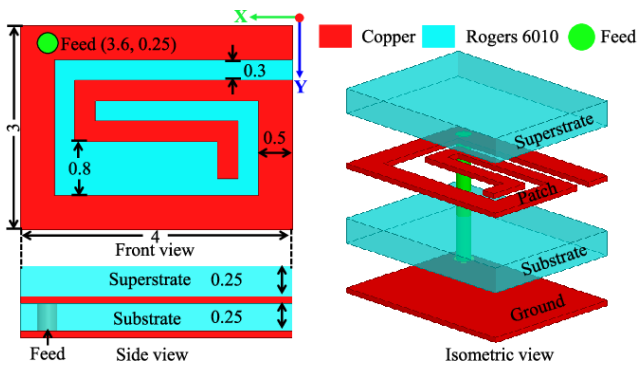 X
Feed (3.6, 0.25)
Y
Copper
Rogers 6010
Feed
0.3
3
0.5
0.8
4
Front view
Superstrate 0.25
Substrate 0.25
Feed
Side view
Superstrate
Patch
Substrate
Ground
Isometric view